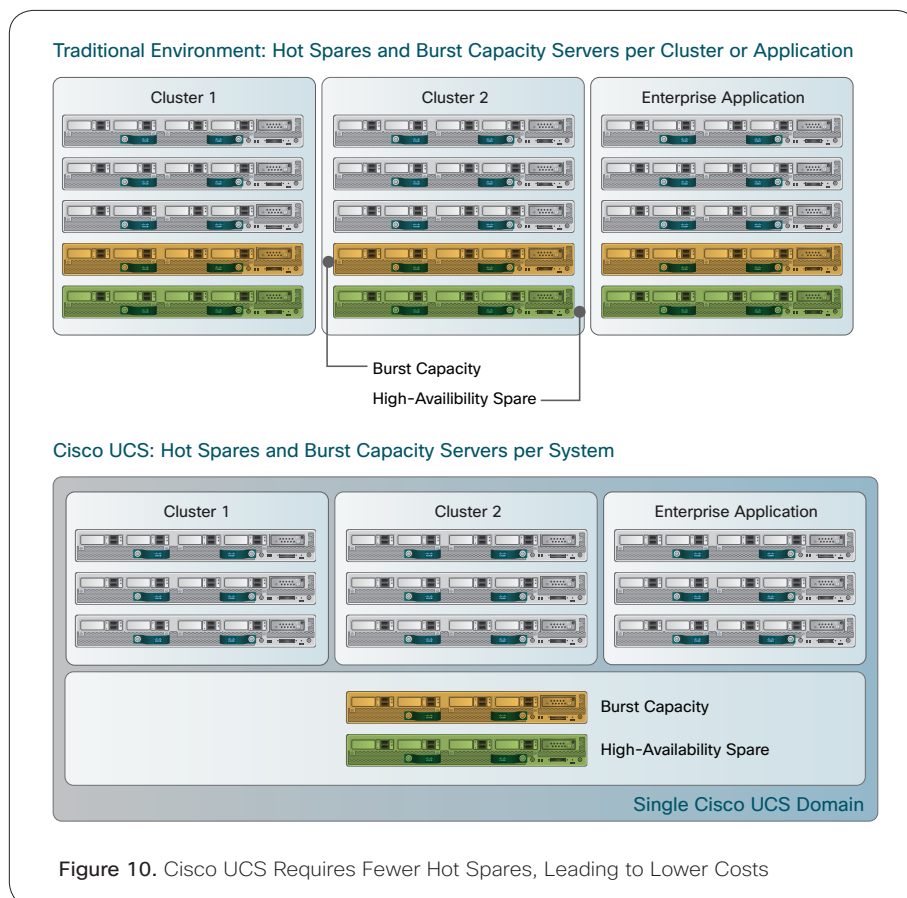 Traditional Environment: Hot Spares and Burst Capacity Servers per Cluster or Application
Cluster 1
Cluster 2
Enterprise Application
Burst Capacity
High-Availibility Spare
Cisco UCS: Hot Spares and Burst Capacity Servers per System
Cluster 1
Cluster 2
Enterprise Application
Burst Capacity
High-Availability Spare
Single Cisco UCS Domain
Figure 10. Cisco UCS Requires Fewer Hot Spares, Leading to Lower Costs